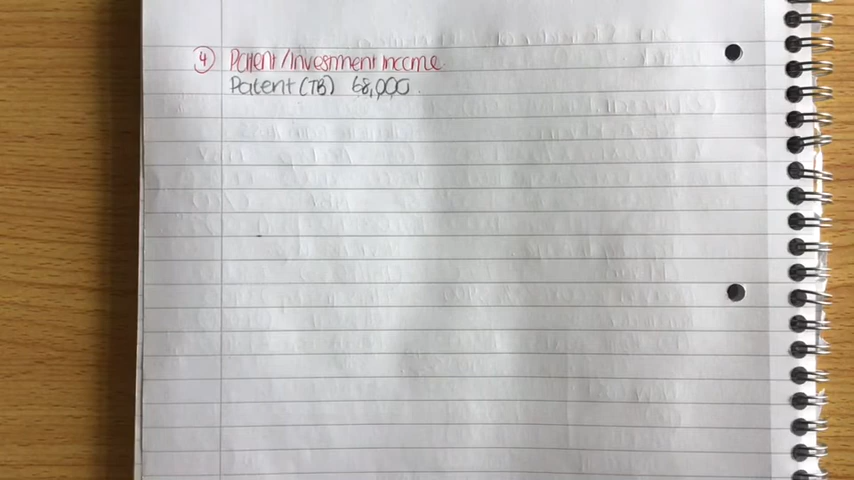 ④ Patent/Investment income
Patent (TB) 68,000